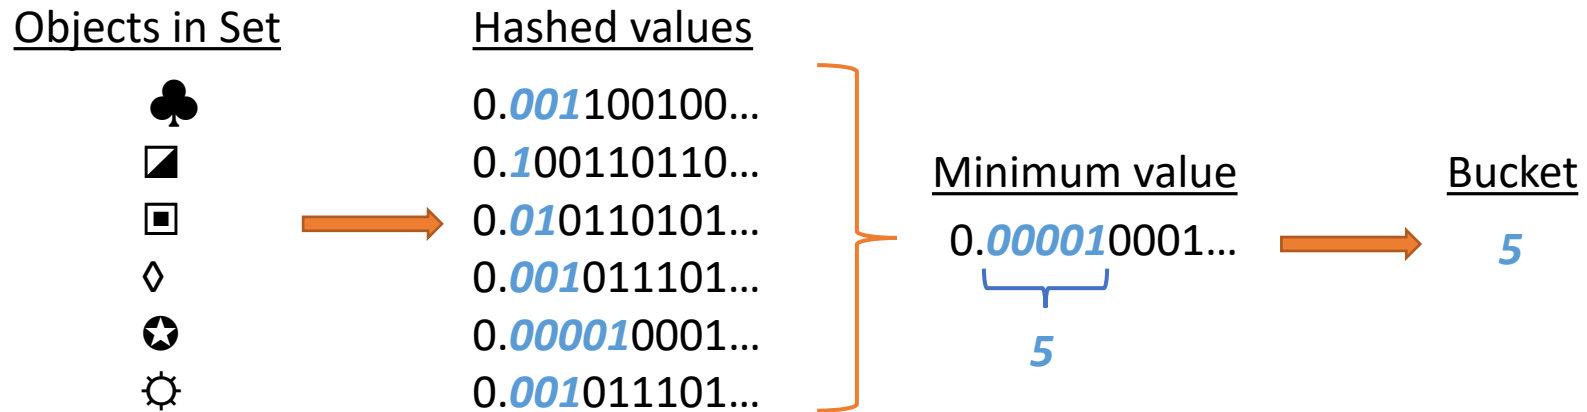 Objects in Set
Hashed values
♣ 0.001100100...
◪ 0.100110110...
▣ 0.010110101...
◊ 0.001011101...
✪ 0.000010001...
☼ 0.001011101...
Minimum value
0.000010001...
5
Bucket
5